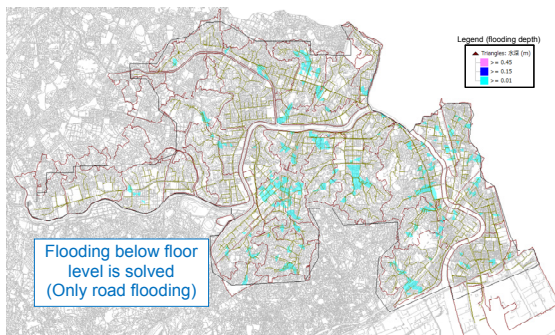 Legend (flooding depth)
Triangles: 水深 (m)
>= 0.45
>= 0.15
>= 0.01
Flooding below floor
level is solved
(Only road flooding)